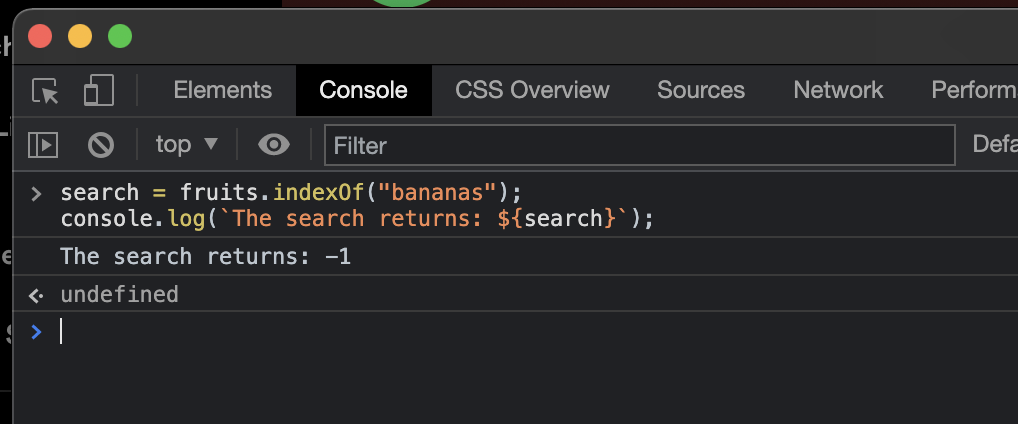 Elements Console CSS Overview Sources Network Perform
top ▼ Filter Defa
> search = fruits.indexOf("bananas");
console.log(`The search returns: ${search}`);
The search returns: -1
undefined
>